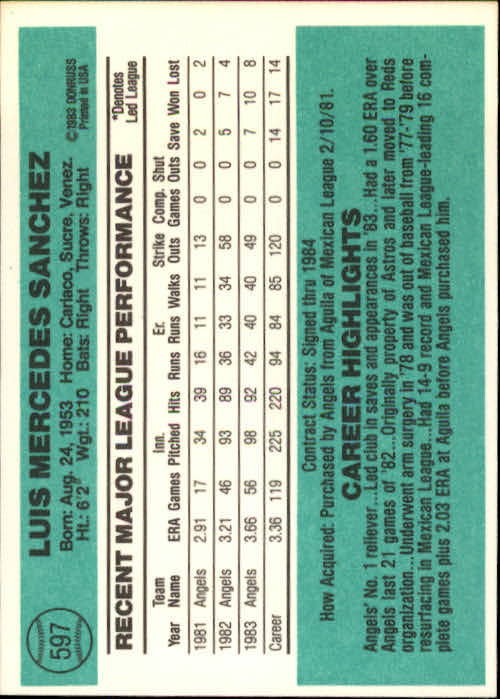 597
LUIS MERCEDES SANCHEZ
Born: Aug. 24, 1953 Home: Cariaco, Sucre, Venez.
Ht.: 6'2" Wgt.: 210 Bats: Right Throws: Right
©1983 DONRUSS
Printed in USA
RECENT MAJOR LEAGUE PERFORMANCE
*Denotes
Led League
Team Inn. Er. Strike Comp. Shut
Year Name ERA Games Pitched Hits Runs Runs Walks Outs Games Outs Save Won Lost
1981 Angels 2.91 17 34 39 16 11 11 13 0 0 2 0 2
1982 Angels 3.21 46 93 89 36 33 34 58 0 0 5 7 4
1983 Angels 3.66 56 98 92 42 40 40 49 0 0 7 10 8
Career 3.36 119 225 220 94 84 85 120 0 0 14 17 14
Contract Status: Signed thru 1984
How Acquired: Purchased by Angels from Aguilla of Mexican League 2/10/81.
CAREER HIGHLIGHTS
Angels' No. 1 rollever...Led club in saves and appearances in '83...Had a 1.60 ERA over
Angels last 21 games of '82...Originally property of Astros and later moved to Reds
organization...Underwent arm surgery in '78 and was out of baseball from '77-'79 before
resurfacing in Mexican League...Had 14-9 record and Mexican League-leading 16 com-
plete games plus 2.03 ERA at Aguilla before Angels purchased him.